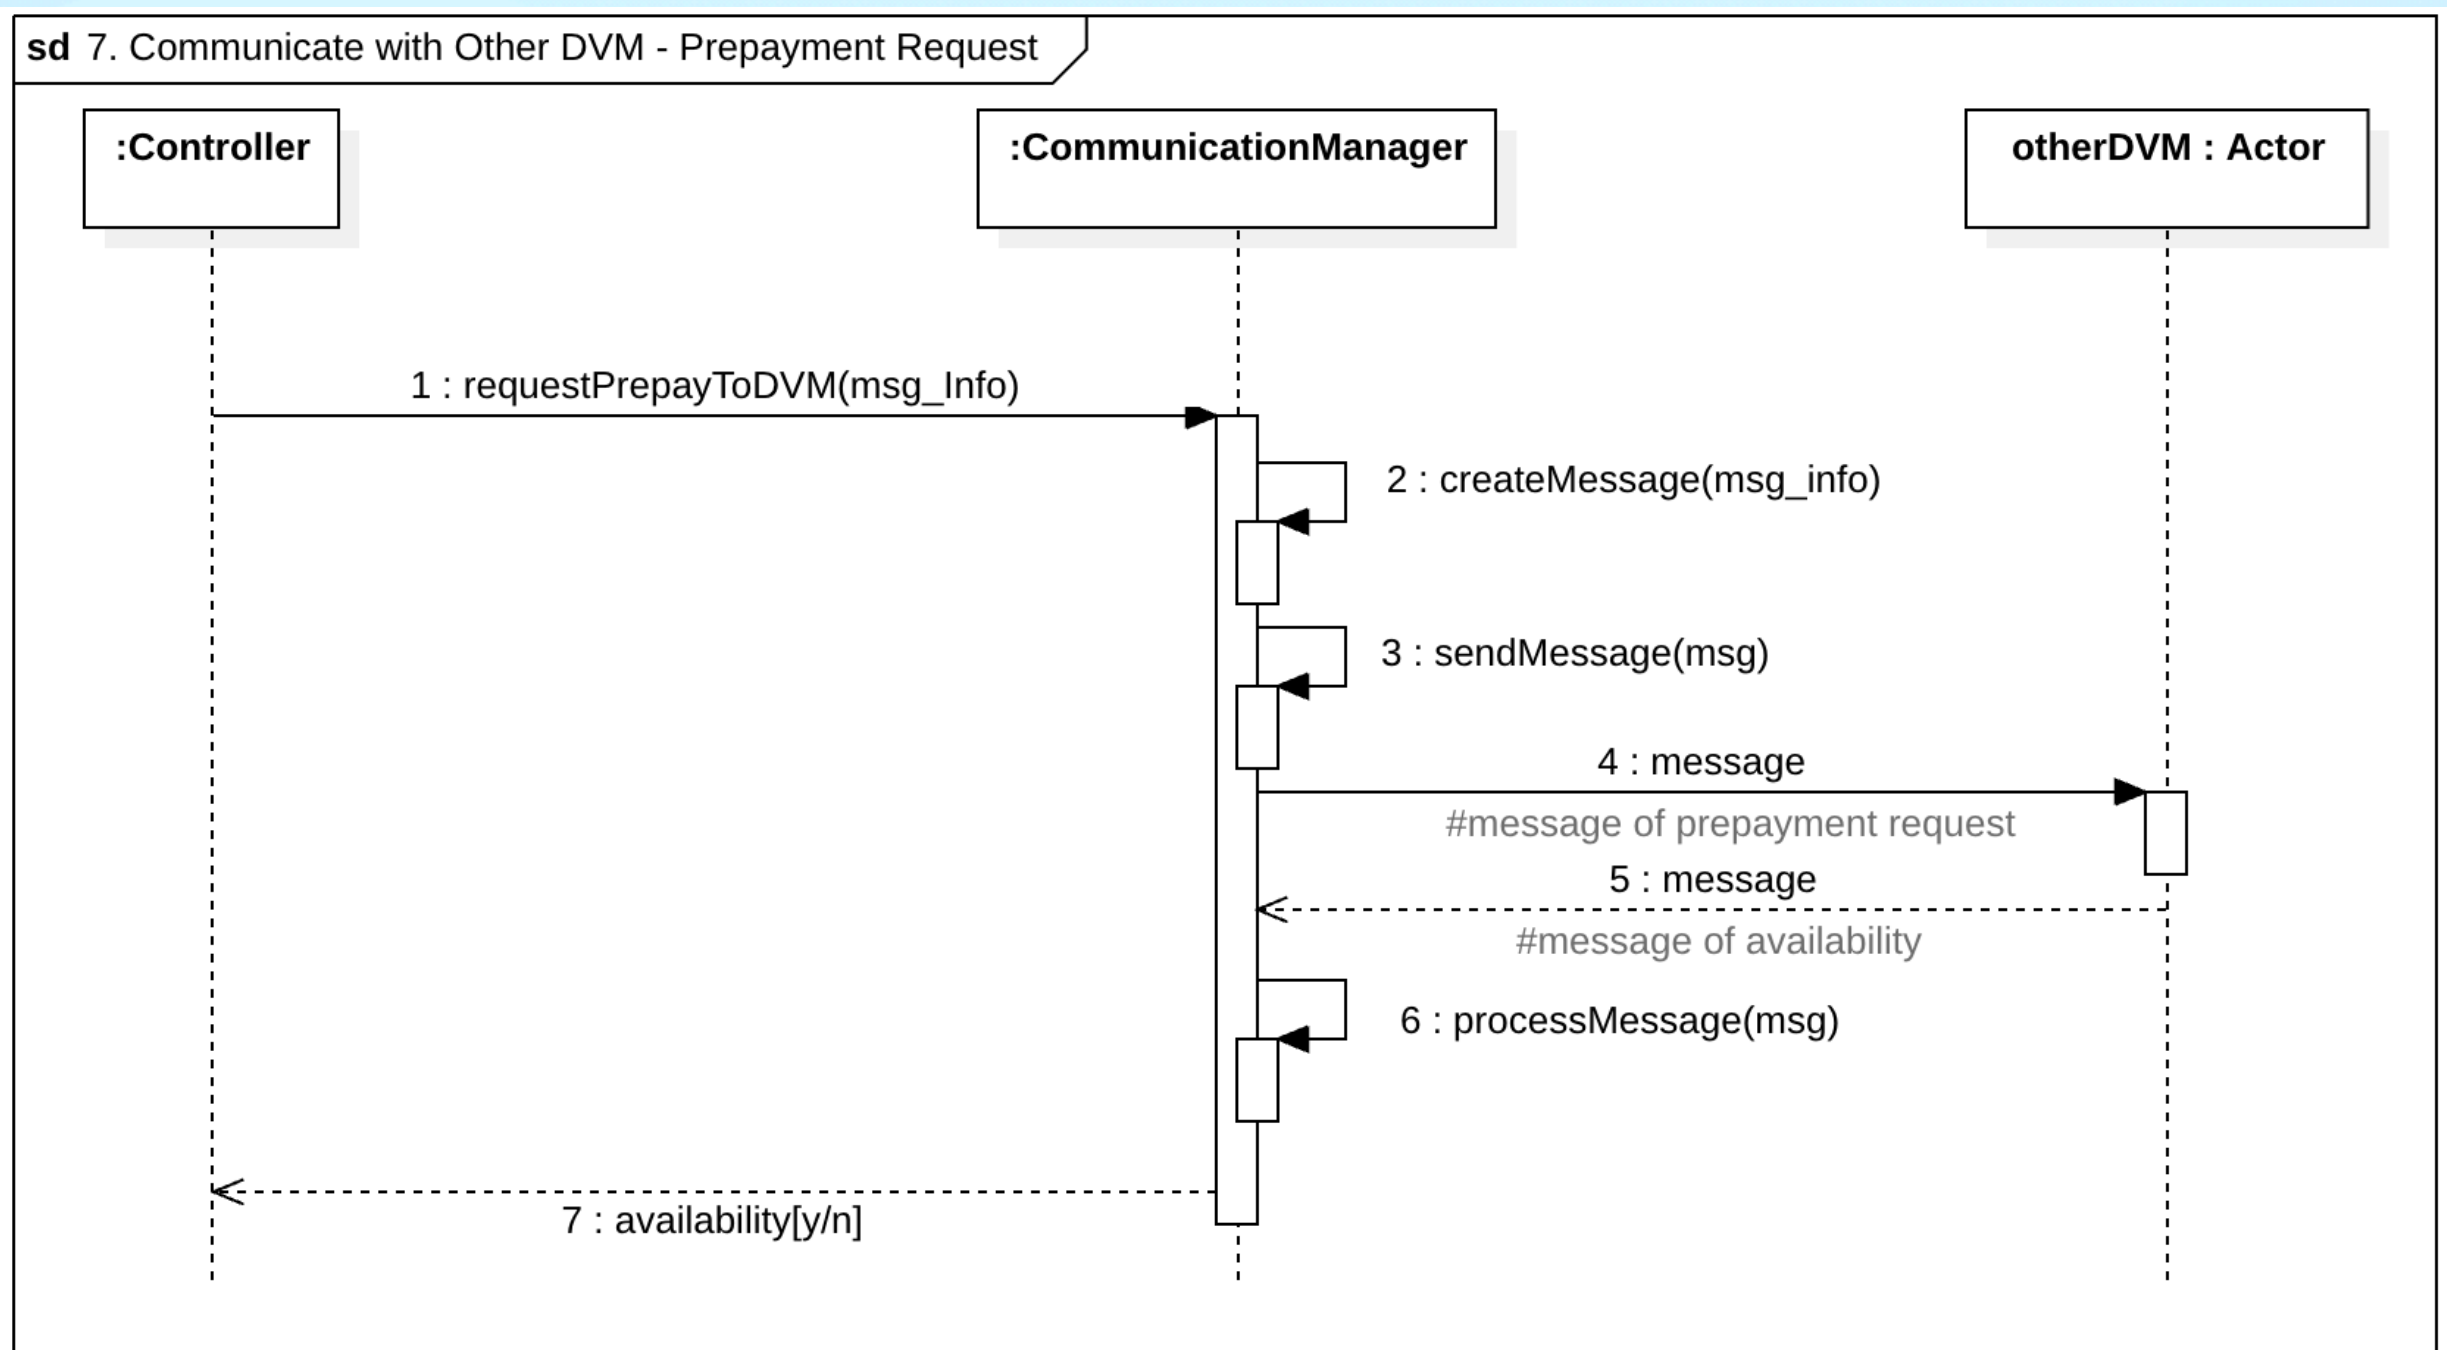 sd 7. Communicate with Other DVM - Prepayment Request
:Controller
:CommunicationManager
otherDVM : Actor
1 : requestPrepayToDVM(msg_Info)
2 : createMessage(msg_info)
3 : sendMessage(msg)
4 : message
#message of prepayment request
5 : message
#message of availability
6 : processMessage(msg)
7 : availability[y/n]